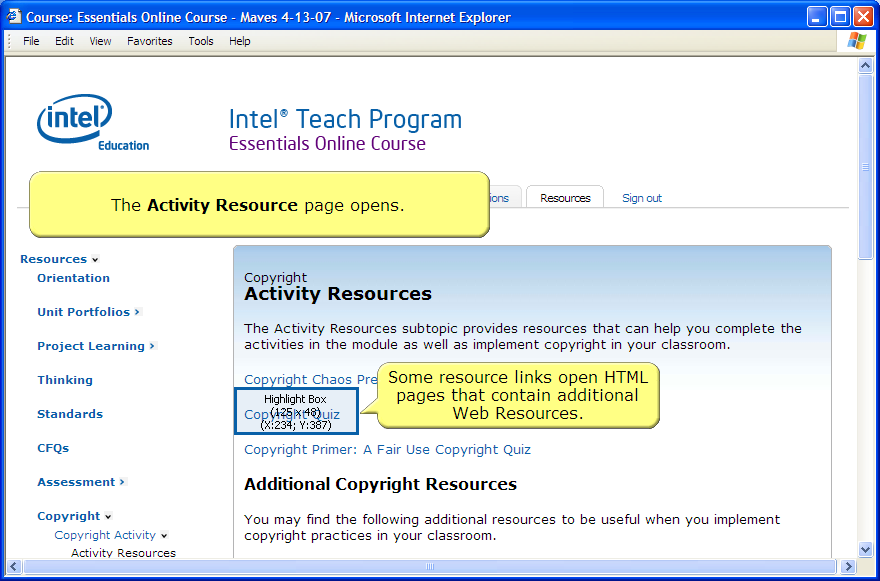 Course: Essentials Online Course - Maves 4-13-07 - Microsoft Internet Explorer
File Edit View Favorites Tools Help
intel®
Education
Intel® Teach Program
Essentials Online Course
The Activity Resource page opens.
ions Resources Sign out
Resources
Orientation
Unit Portfolios
Project Learning
Thinking
Standards
CFQs
Assessment
Copyright
Copyright Activity
Activity Resources
Copyright
Activity Resources
The Activity Resources subtopic provides resources that can help you complete the
activities in the module as well as implement copyright in your classroom.
Copyright Chaos Pre
Some resource links open HTML
pages that contain additional
Web Resources.
Highlight Box
(125 x 48)
(X:234; Y:387)
Copyright Quiz
Copyright Primer: A Fair Use Copyright Quiz
Additional Copyright Resources
You may find the following additional resources to be useful when you implement
copyright practices in your classroom.